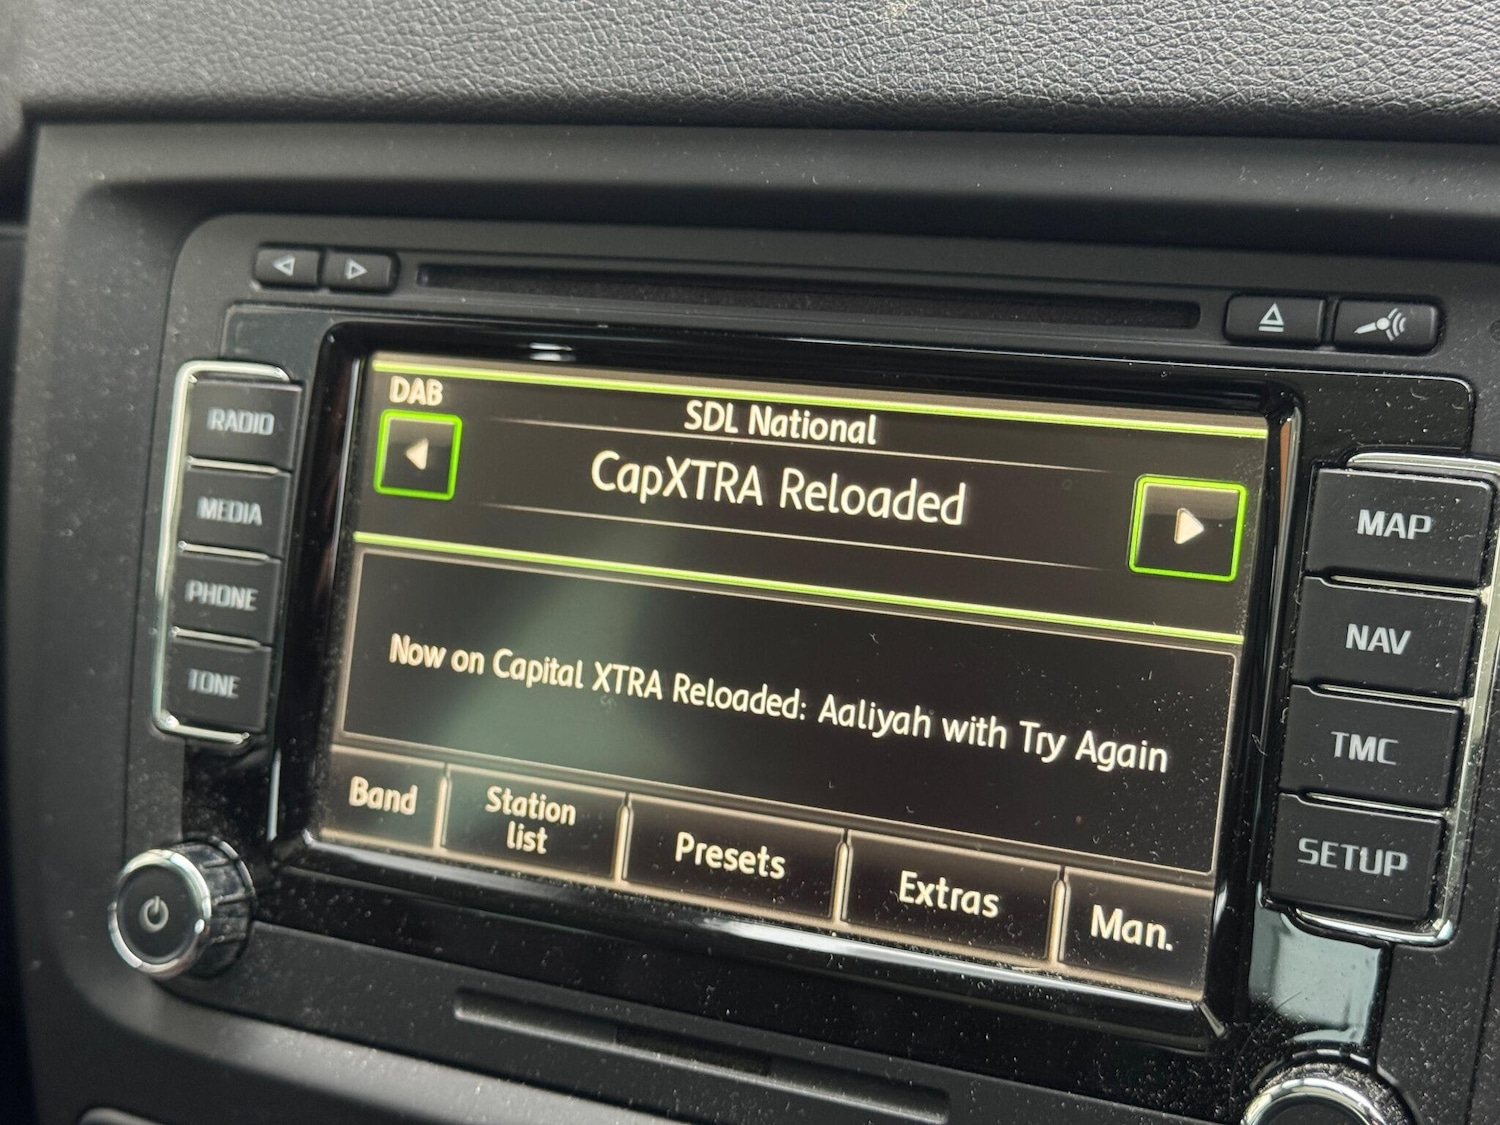 DAB
SDL National
CapXTRA Reloaded
Now on Capital XTRA Reloaded: Aaliyah with Try Again
Band
Station
list
Presets
Extras
Man.
RADIO
MEDIA
PHONE
TONE
MAP
NAV
TMC
SETUP